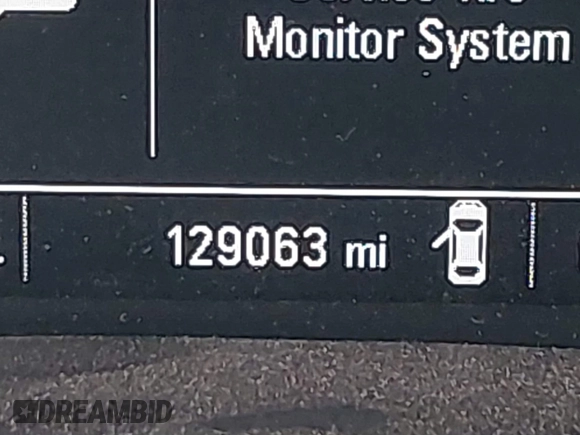 Monitor System
129063 mi
DREAMBID